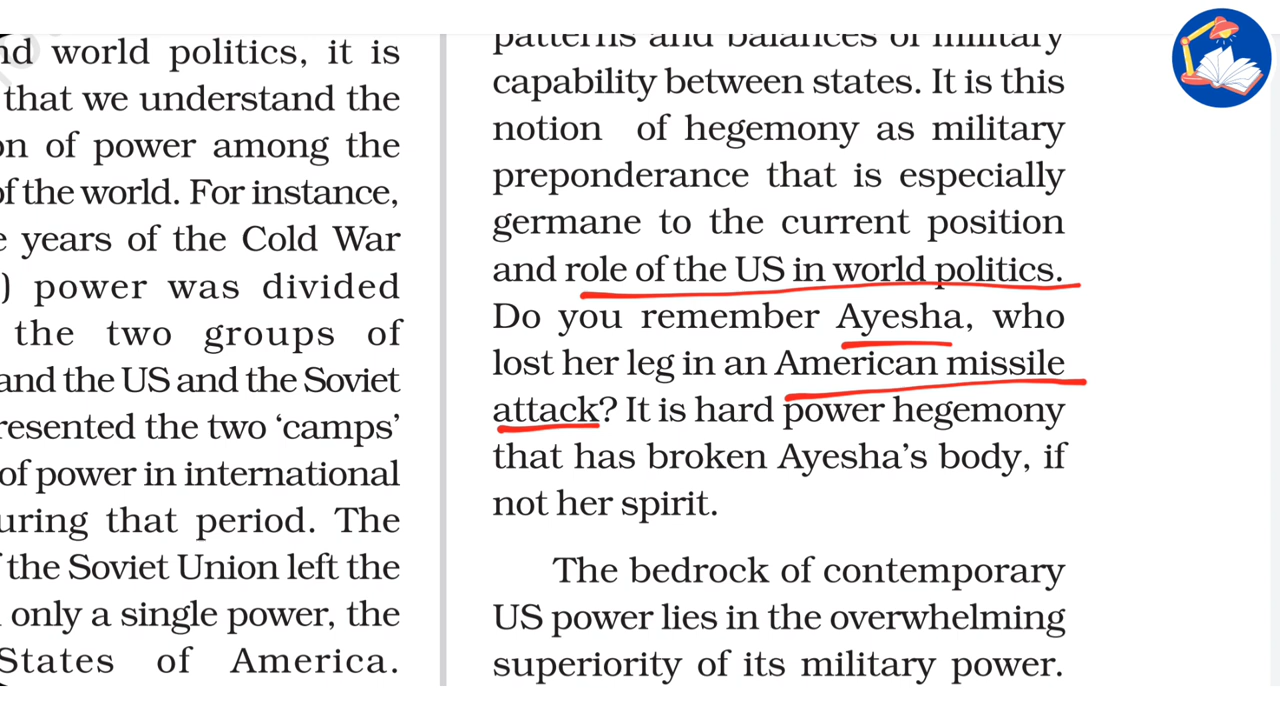 nd world politics, it is
that we understand the
on of power among the
of the world. For instance,
e years of the Cold War
) power was divided
the two groups of
and the US and the Soviet
resented the two ‘camps’
of power in international
uring that period. The
the Soviet Union left the
only a single power, the
States of America.
patterns and balances of military
capability between states. It is this
notion of hegemony as military
preponderance that is especially
germane to the current position
and role of the US in world politics.
Do you remember Ayesha, who
lost her leg in an American missile
attack? It is hard power hegemony
that has broken Ayesha’s body, if
not her spirit.
The bedrock of contemporary
US power lies in the overwhelming
superiority of its military power.